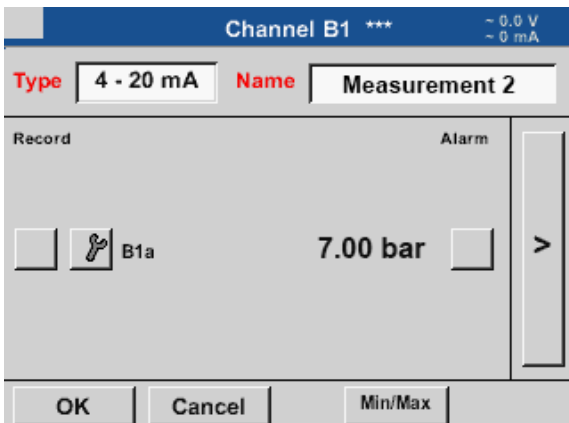 Channel B1 ***
~ 0.0 V
~ 0 mA
Type 4 - 20 mA Name Measurement 2
Record Alarm
B1a 7.00 bar >
OK Cancel Min/Max